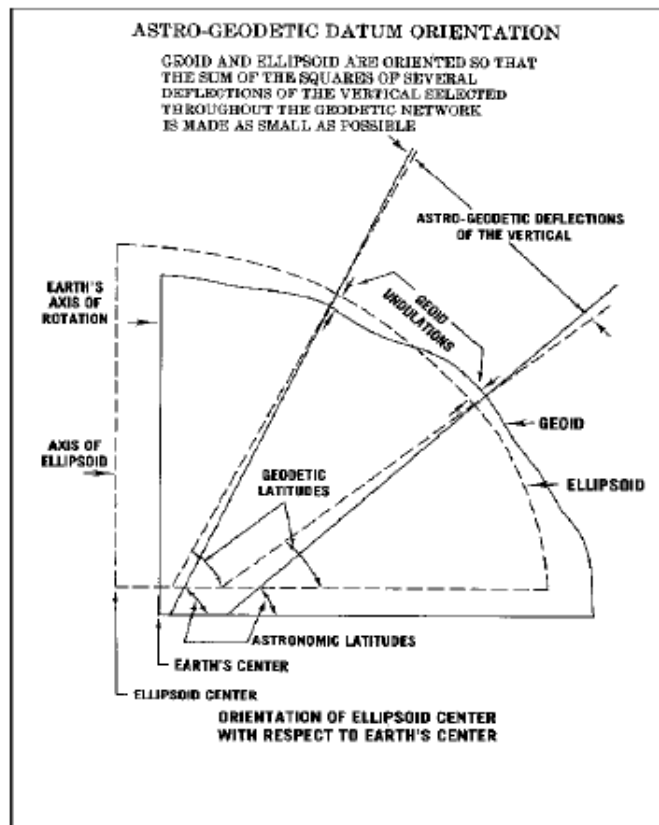 ASTRO-GEODETIC DATUM ORIENTATION
GEOID AND ELLIPSOID ARE ORIENTED SO THAT
THE SUM OF THE SQUARES OF SEVERAL
DEFLECTIONS OF THE VERTICAL SELECTED
THROUGHOUT THE GEODETIC NETWORK
IS MADE AS SMALL AS POSSIBLE
ASTRO-GEODETIC DEFLECTIONS
OF THE VERTICAL
EARTH'S
AXIS OF
ROTATION
GEOID
UNDULATIONS
GEOID
AXIS OF
ELLIPSOID
GEODETIC
LATITUDES
ELLIPSOID
ASTRONOMIC LATITUDES
EARTH'S CENTER
ELLIPSOID CENTER
ORIENTATION OF ELLIPSOID CENTER
WITH RESPECT TO EARTH'S CENTER